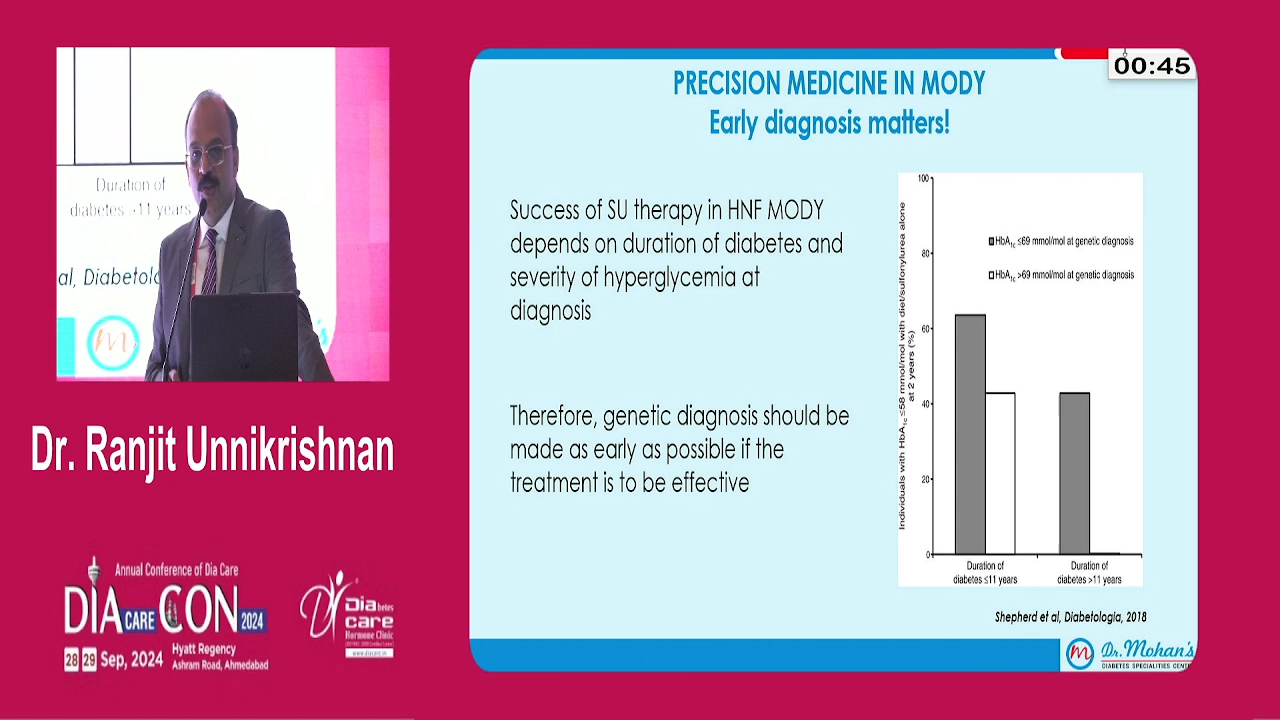 00:45
PRECISION MEDICINE IN MODY
Early diagnosis matters!
Success of SU therapy in HNF MODY
depends on duration of diabetes and
severity of hyperglycemia at
diagnosis
Therefore, genetic diagnosis should be
made as early as possible if the
treatment is to be effective
Individuals with HbA1c ≤58 mmol/mol with diet/sulfonylurea alone
at 2 years (%)
100
80
60
40
20
0
HbA1c ≤69 mmol/mol at genetic diagnosis
HbA1c >69 mmol/mol at genetic diagnosis
Duration of
diabetes ≤11 years
Duration of
diabetes >11 years
Shepherd et al, Diabetologia, 2018
m Dr. Mohan's
DIABETES SPECIALITIES CENT
Duration of
diabetes >11 years
al, Diabetolo
m
Dr. Ranjit Unnikrishnan
Annual Conference of Dia Care
DIA CARE CON 2024
28 29 Sep, 2024
Hyatt Regency
Ashram Road, Ahmedabad
Diabetes
care
Hormone Clinic
www.diacare.in